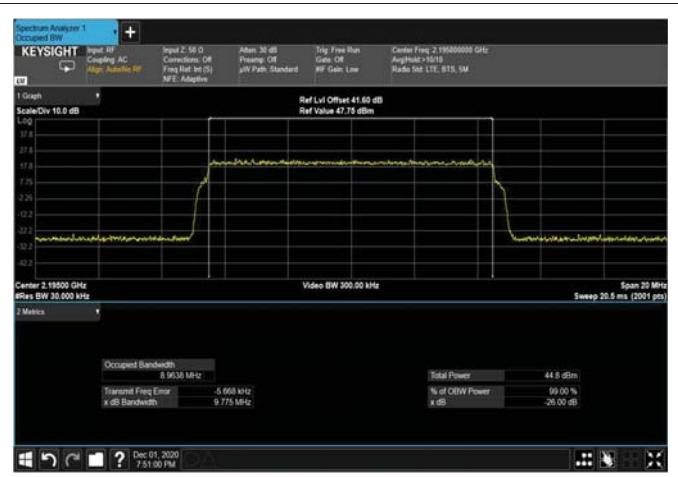 Spectrum Analyzer 1
Occupied BW
+
KEYSIGHT
Input: RF
Coupling: AC
Align: Auto/No RF
Input Z: 50 Ω
Corrections: Off
Freq Ref: Int (S)
NFE: Adaptive
Atten: 30 dB
Preamp: Off
µW Path: Standard
Trig: Free Run
Gate: Off
#IF Gain: Low
Center Freq: 2.195000000 GHz
Avg|Hold:>10/10
Radio Std: LTE, BTS, 5M
1 Graph
Scale/Div 10.0 dB
Ref Lvl Offset 41.60 dB
Ref Value 47.75 dBm
Log
37.8
27.8
17.8
7.75
-2.25
-12.2
-22.2
-32.2
-42.2
Center 2.19500 GHz
#Res BW 30.000 kHz
Video BW 300.00 kHz
Span 20 MHz
Sweep 20.5 ms (2001 pts)
2 Metrics
Occupied Bandwidth
8.9638 MHz
Transmit Freq Error -5.668 kHz
x dB Bandwidth 9.775 MHz
Total Power 44.8 dBm
% of OBW Power 99.00 %
x dB -26.00 dB
?
Dec 01, 2020
7:51:00 PM